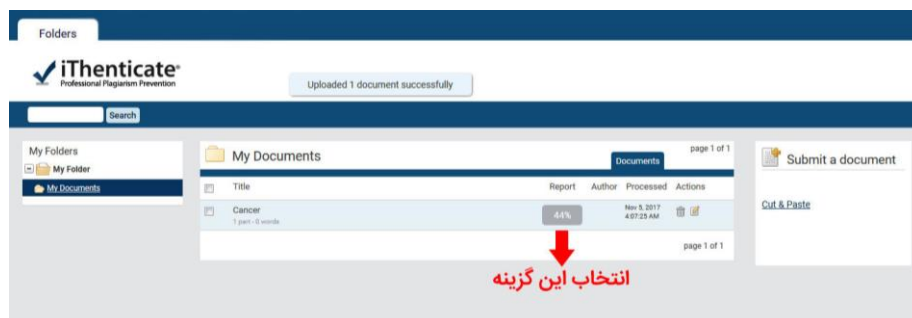 Folders
iThenticate®
Professional Plagiarism Prevention
Uploaded 1 document successfully
Search
My Folders
My Folder
My Documents
My Documents
page 1 of 1
Documents
Title Report Author Processed Actions
Cancer
1 part - 0 words
44%
Nov 5, 2017
4:07:25 AM
page 1 of 1
Submit a document
Cut & Paste
انتخاب این گزینه